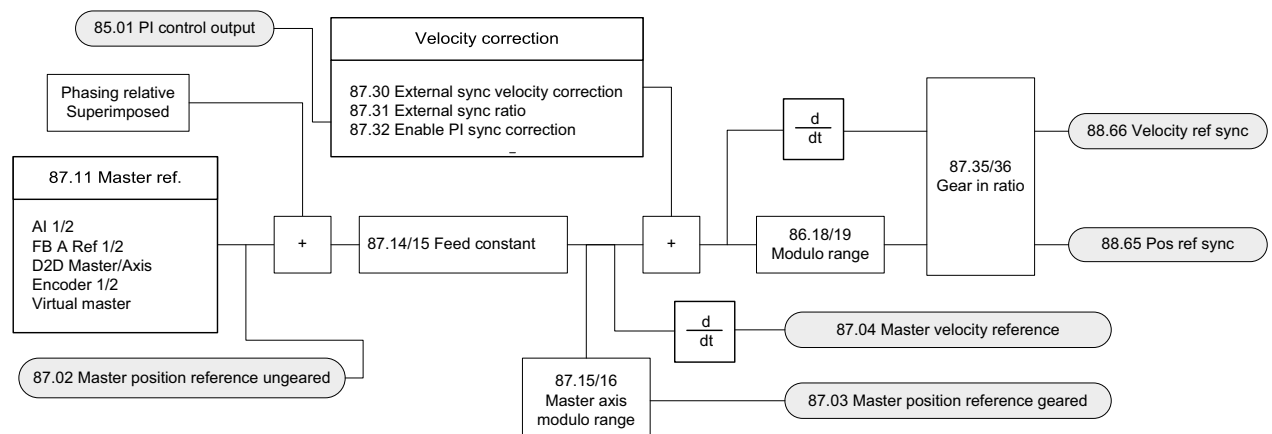 85.01 PI control output
Velocity correction
87.30 External sync velocity correction
87.31 External sync ratio
87.32 Enable PI sync correction
Phasing relative
Superimposed
87.11 Master ref.
AI 1/2
FB A Ref 1/2
D2D Master/Axis
Encoder 1/2
Virtual master
+
87.14/15 Feed constant
+
d
dt
86.18/19
Modulo range
87.35/36
Gear in ratio
88.66 Velocity ref sync
88.65 Pos ref sync
d
dt
87.04 Master velocity reference
87.02 Master position reference ungeared
87.15/16
Master axis
modulo range
87.03 Master position reference geared